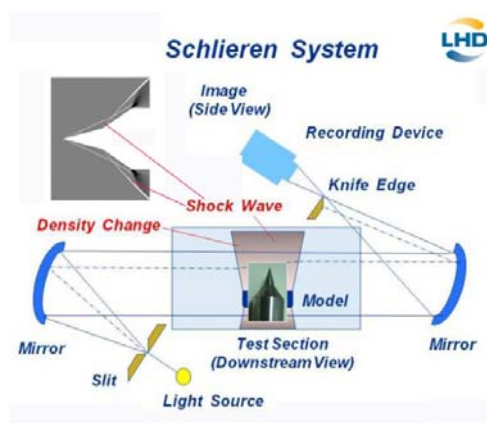 Schlieren System
LHD
Image
(Side View)
Recording Device
Knife Edge
Shock Wave
Density Change
Model
Mirror
Test Section
(Downstream View)
Mirror
Slit
Light Source